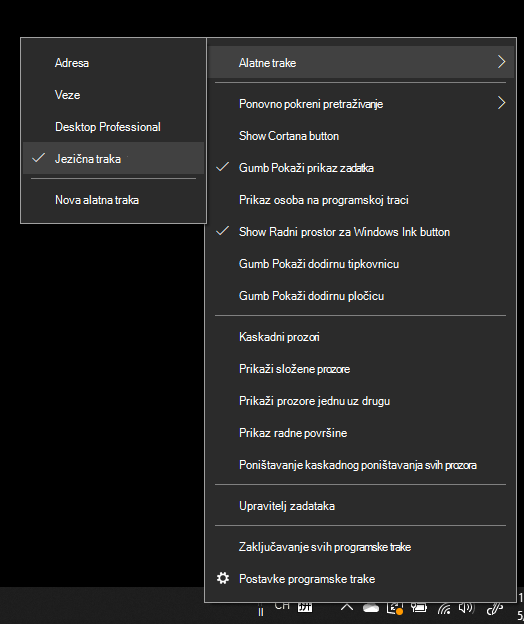 Adresa
Veze
Desktop Professional
Jezična traka
Nova alatna traka
Alatne trake
Ponovno pokreni pretraživanje
Show Cortana button
Gumb Pokaži prikaz zadatka
Prikaz osoba na programskoj traci
Show Radni prostor za Windows Ink button
Gumb Pokaži dodirnu tipkovnicu
Gumb Pokaži dodirnu pločicu
Kaskadni prozori
Prikaži složene prozore
Prikaži prozore jednu uz drugu
Prikaz radne površine
Poništavanje kaskadnog poništavanja svih prozora
Upravitelj zadataka
Zaključavanje svih programske trake
Postavke programske trake
CH 拼